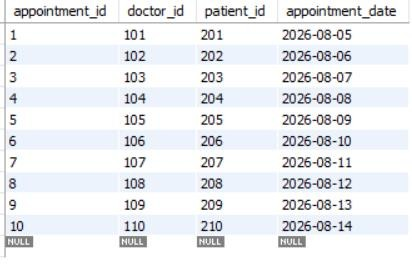 appointment_id doctor_id patient_id appointment_date
1 101 201 2026-08-05
2 102 202 2026-08-06
3 103 203 2026-08-07
4 104 204 2026-08-08
5 105 205 2026-08-09
6 106 206 2026-08-10
7 107 207 2026-08-11
8 108 208 2026-08-12
9 109 209 2026-08-13
10 110 210 2026-08-14
NULL NULL NULL NULL